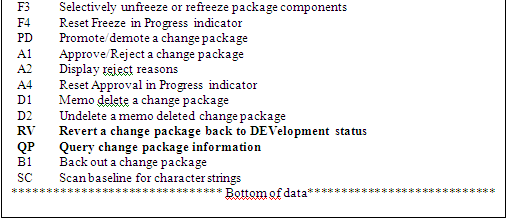 F3 Selectively unfreeze or refreeze package components
F4 Reset Freeze in Progress indicator
PD Promote/demote a change package
A1 Approve/Reject a change package
A2 Display reject reasons
A4 Reset Approval in Progress indicator
D1 Memo delete a change package
D2 Undelete a memo deleted change package
RV Revert a change package back to DEVelopment status
QP Query change package information
B1 Back out a change package
SC Scan baseline for character strings
******************************* Bottom of data***************************